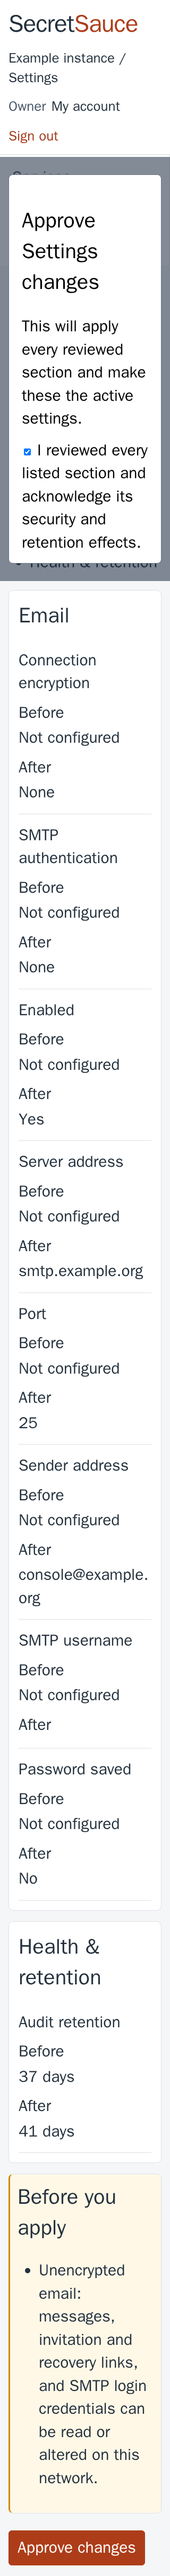 SecretSauce
Example instance /
Settings
Owner My account
Sign out
Approve
Settings
changes
This will apply
every reviewed
section and make
these the active
settings.
I reviewed every
listed section and
acknowledge its
security and
retention effects.
Health & retention
Email
Connection
encryption
Before
Not configured
After
None
SMTP
authentication
Before
Not configured
After
None
Enabled
Before
Not configured
After
Yes
Server address
Before
Not configured
After
smtp.example.org
Port
Before
Not configured
After
25
Sender address
Before
Not configured
After
console@example.
org
SMTP username
Before
Not configured
After
Password saved
Before
Not configured
After
No
Health &
retention
Audit retention
Before
37 days
After
41 days
Before you
apply
Unencrypted
email:
messages,
invitation and
recovery links,
and SMTP login
credentials can
be read or
altered on this
network.
Approve changes